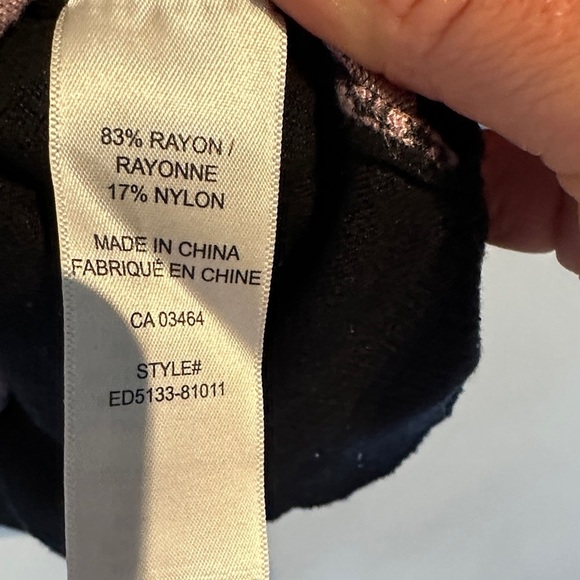 83% RAYON /
RAYONNE
17% NYLON
MADE IN CHINA
FABRIQUÉ EN CHINE
CA 03464
STYLE#
ED5133-81011